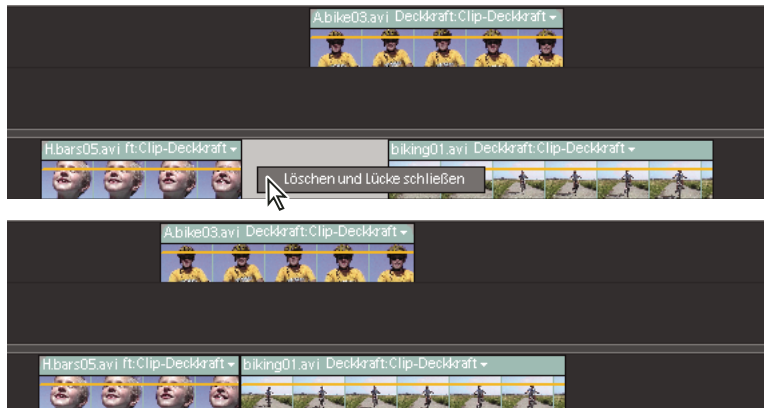 A.bike03.avi Deckkraft:Clip-Deckkraft
H.bars05.avi ft:Clip-Deckkraft
biking01.avi Deckkraft:Clip-Deckkraft
Löschen und Lücke schließen
A.bike03.avi Deckkraft:Clip-Deckkraft
H.bars05.avi ft:Clip-Deckkraft
biking01.avi Deckkraft:Clip-Deckkraft